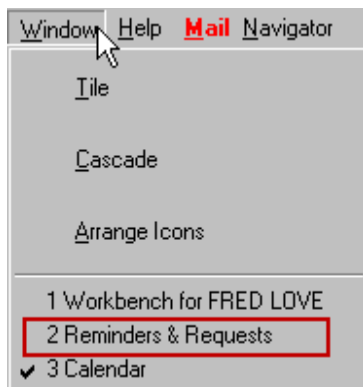 Window Help Mail Navigator
Tile
Cascade
Arrange Icons
1 Workbench for FRED LOVE
2 Reminders & Requests
3 Calendar